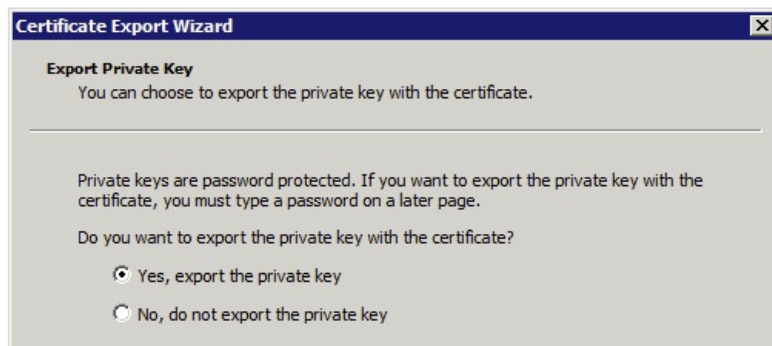 Certificate Export Wizard
Export Private Key
You can choose to export the private key with the certificate.
Private keys are password protected. If you want to export the private key with the
certificate, you must type a password on a later page.
Do you want to export the private key with the certificate?
Yes, export the private key
No, do not export the private key